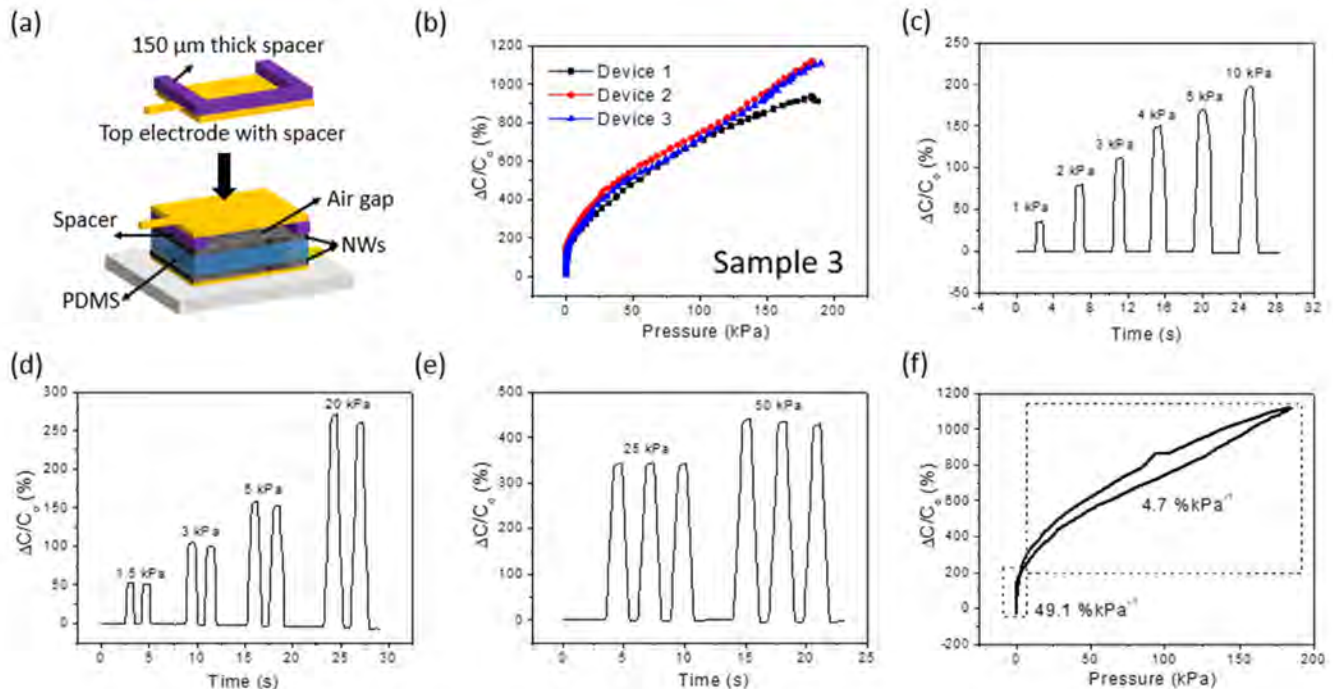 (a)
150 μm thick spacer
Top electrode with spacer
Air gap
Spacer
NWs
PDMS
(b)
1200
1000
800
600
400
200
0
ΔC/C₀ (%)
Device 1
Device 2
Device 3
Sample 3
0 50 100 150 200
Pressure (kPa)
(c)
250
200
150
100
50
0
-50
ΔC/C₀ (%)
1 kPa
2 kPa
3 kPa
4 kPa
5 kPa
10 kPa
-4 0 4 8 12 16 20 24 28 32
Time (s)
(d)
300
250
200
150
100
50
0
ΔC/C₀ (%)
1.5 kPa
3 kPa
5 kPa
20 kPa
0 5 10 15 20 25 30
Time (s)
(e)
500
400
300
200
100
0
ΔC/C₀ (%)
25 kPa
50 kPa
0 5 10 15 20
Time (s)
(f)
1200
1000
800
600
400
200
0
-200
ΔC/C₀ (%)
4.7 %kPa⁻¹
49.1 %kPa⁻¹
0 50 100 150 200
Pressure (kPa)